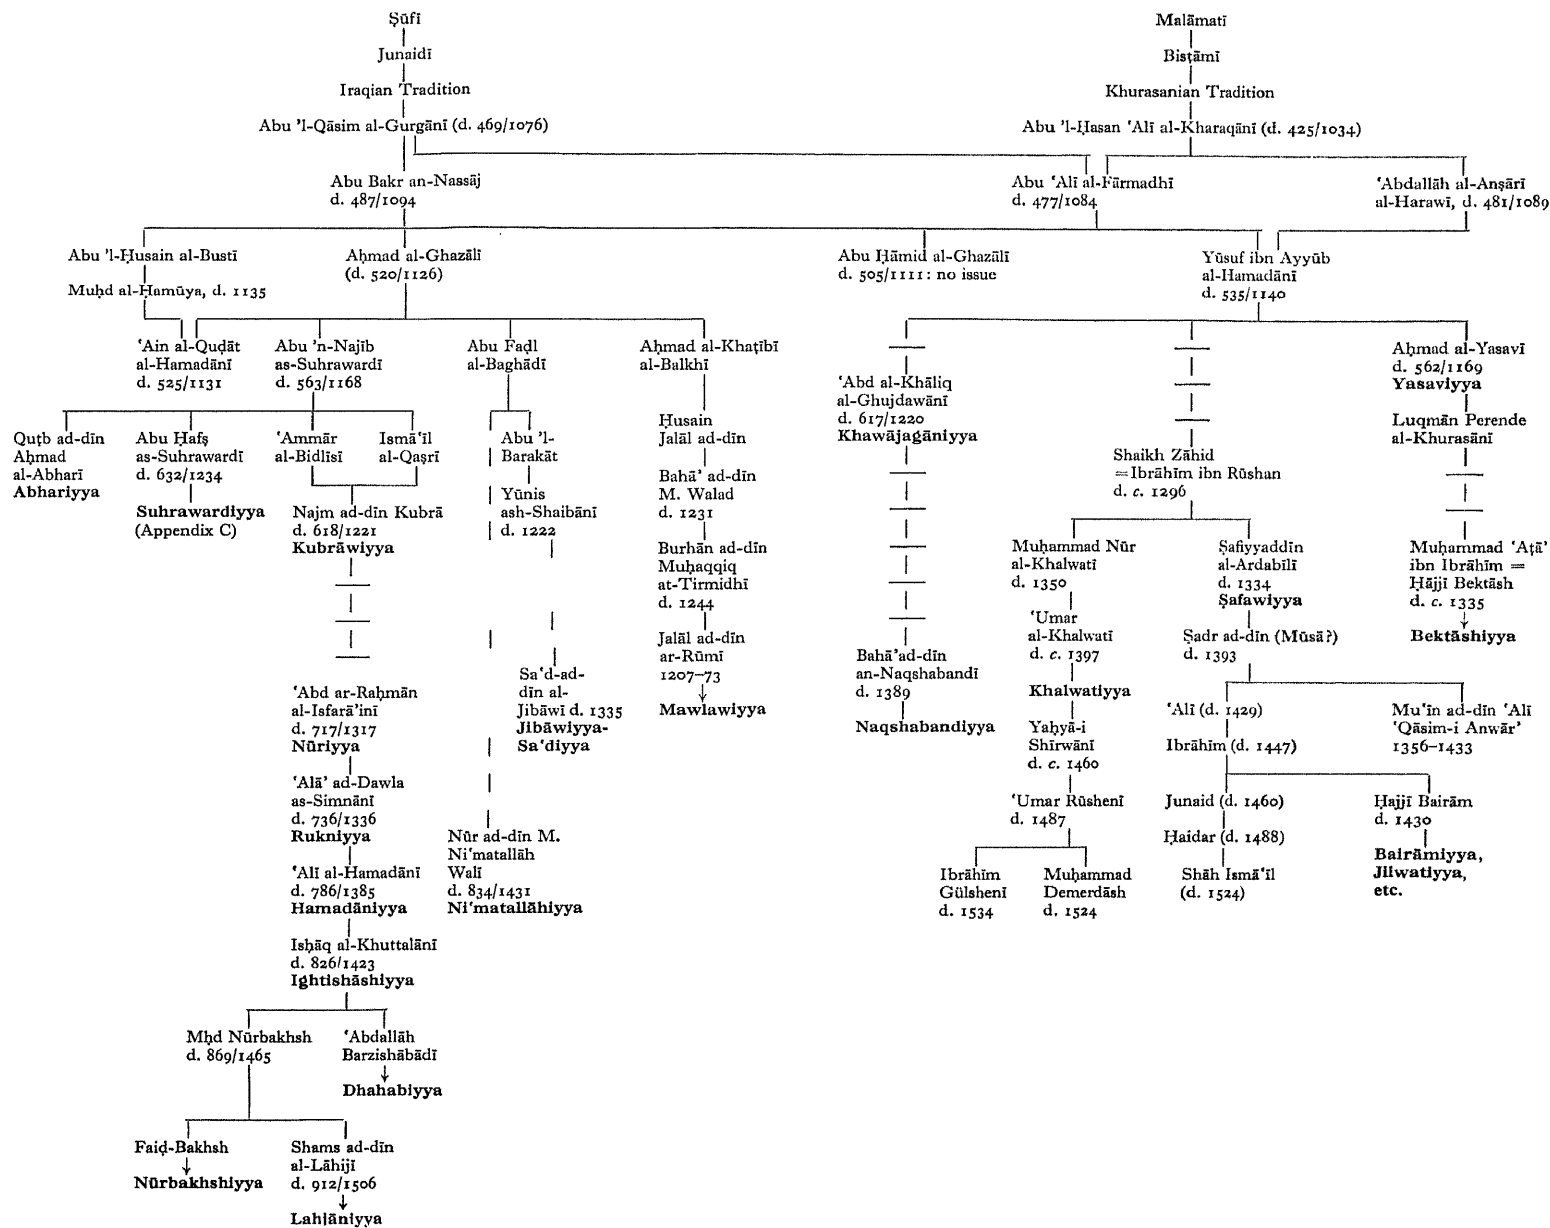 Ṣūfī
Junaidī
Iraqian Tradition
Abu 'l-Qāsim al-Gurgānī (d. 469/1076)
Malāmatī
Bisṭāmī
Khurasanian Tradition
Abu 'l-Ḥasan 'Alī al-Kharaqānī (d. 425/1034)
Abu Bakr an-Nassāj
d. 487/1094
Abu 'Alī al-Fārmadhī
d. 477/1084
'Abdallāh al-Anṣārī
al-Harawī, d. 481/1089
Abu 'l-Ḥusain al-Bustī
Muḥd al-Ḥamūya, d. 1135
Aḥmad al-Ghazālī
(d. 520/1126)
Abu Ḥāmid al-Ghazālī
d. 505/1111: no issue
Yūsuf ibn Ayyūb
al-Hamadānī
d. 535/1140
'Ain al-Quḍāt
al-Hamadānī
d. 525/1131
Abu 'n-Najīb
as-Suhrawardī
d. 563/1168
Abu Faḍl
al-Baghādī
Aḥmad al-Khaṭībī
al-Balkhī
'Abd al-Khāliq
al-Ghujdawānī
d. 617/1220
Khawājagāniyya
Aḥmad al-Yasavī
d. 562/1169
Yasaviyya
Quṭb ad-dīn
Aḥmad
al-Abharī
Abhariyya
Abu Ḥafṣ
as-Suhrawardī
d. 632/1234
Suhrawardiyya
(Appendix C)
'Ammār
al-Bidlīsī
Ismā'īl
al-Qaṣrī
Abu 'l-
Barakāt
Yūnis
ash-Shaibānī
d. 1222
Ḥusain
Jalāl ad-dīn
Bahā' ad-dīn
M. Walad
d. 1231
Luqmān Perende
al-Khurasānī
Shaikh Zāhid
=Ibrāhīm ibn Rūshan
d. c. 1296
Najm ad-dīn Kubrā
d. 618/1221
Kubrāwiyya
Burhān ad-dīn
Muḥaqqiq
at-Tirmidhī
d. 1244
Muḥammad Nūr
al-Khalwatī
d. 1350
Ṣafiyyaddīn
al-Ardabīlī
d. 1334
Ṣafawiyya
Muḥammad 'Aṭā'
ibn Ibrāhīm =
Ḥājjī Bektāsh
d. c. 1335
Bektāshiyya
Jalāl ad-dīn
ar-Rūmī
1207–73
Mawlawiyya
Bahā'ad-dīn
an-Naqshabandī
d. 1389
Naqshabandiyya
'Umar
al-Khalwatī
d. c. 1397
Khalwatiyya
Ṣadr ad-dīn (Mūsā?)
d. 1393
'Abd ar-Raḥmān
al-Isfarā'inī
d. 717/1317
Nūriyya
Sa'd-ad-
dīn al-
Jibāwī d. 1335
Jibāwiyya-
Sa'diyya
Yaḥyā-i
Shīrwānī
d. c. 1460
'Alī (d. 1429)
Ibrāhīm (d. 1447)
Mu'īn ad-dīn 'Alī
'Qāsim-i Anwār'
1356–1433
'Alā' ad-Dawla
as-Simnānī
d. 736/1336
Rukniyya
'Umar Rūshenī
d. 1487
Junaid (d. 1460)
Ḥaidar (d. 1488)
Shāh Ismā'īl
(d. 1524)
Ḥajjī Bairām
d. 1430
Bairāmiyya,
Jilwatiyya,
etc.
Nūr ad-dīn M.
Ni'matallāh
Walī
d. 834/1431
Ni'matallāhiyya
'Alī al-Hamadānī
d. 786/1385
Hamadāniyya
Ibrāhīm
Gülshenī
d. 1534
Muḥammad
Demerdāsh
d. 1524
Isḥāq al-Khuttalānī
d. 826/1423
Ightishāshiyya
Mḥd Nūrbakhsh
d. 869/1465
'Abdallāh
Barzishābādī
Dhahabiyya
Faiḍ-Bakhsh
Nūrbakhshiyya
Shams ad-dīn
al-Lāhijī
d. 912/1506
Lahjāniyya